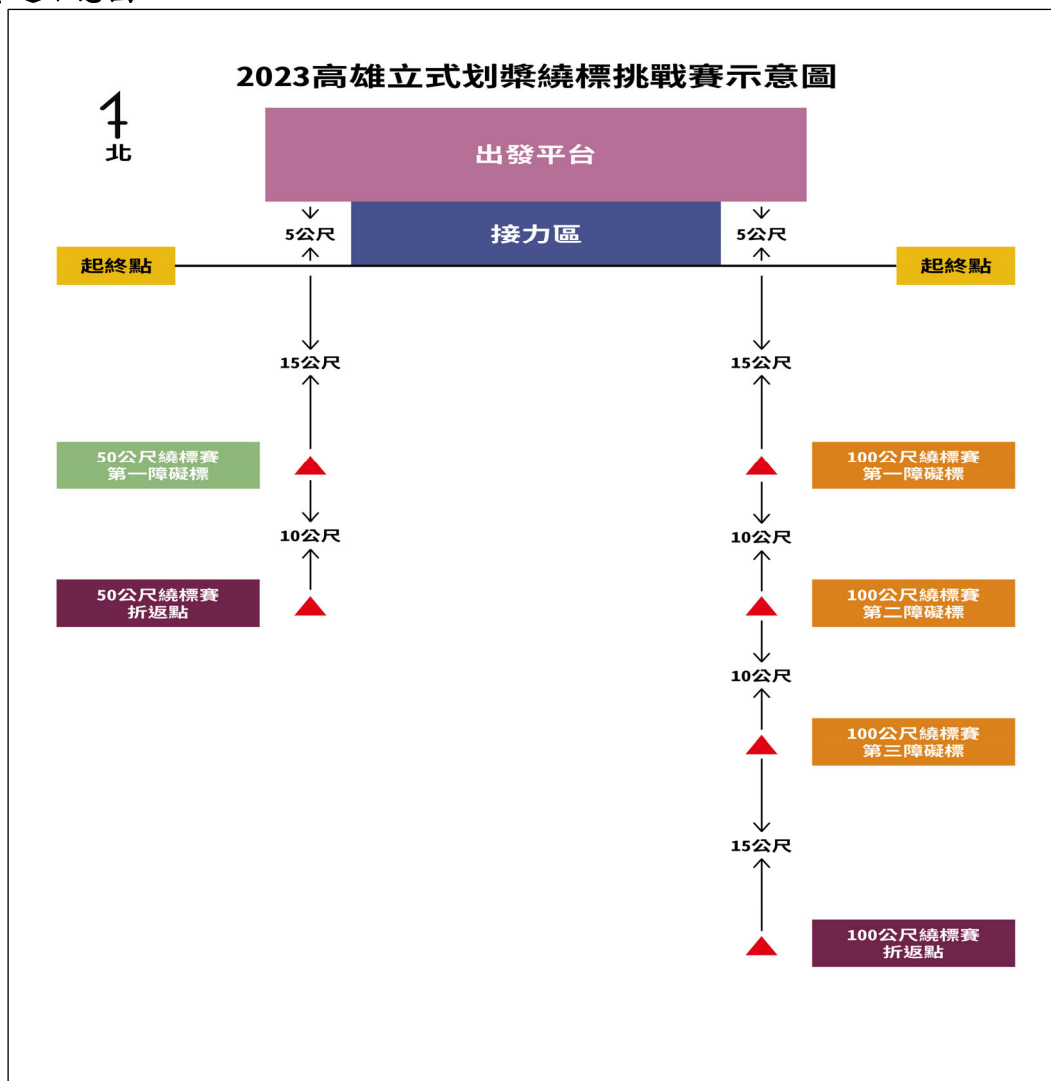 2023高雄立式划槳繞標挑戰賽示意圖
北
出發平台
5公尺
接力區
5公尺
起終點
起終點
15公尺
15公尺
50公尺繞標賽
第一障礙標
100公尺繞標賽
第一障礙標
10公尺
10公尺
50公尺繞標賽
折返點
100公尺繞標賽
第二障礙標
10公尺
100公尺繞標賽
第三障礙標
15公尺
100公尺繞標賽
折返點